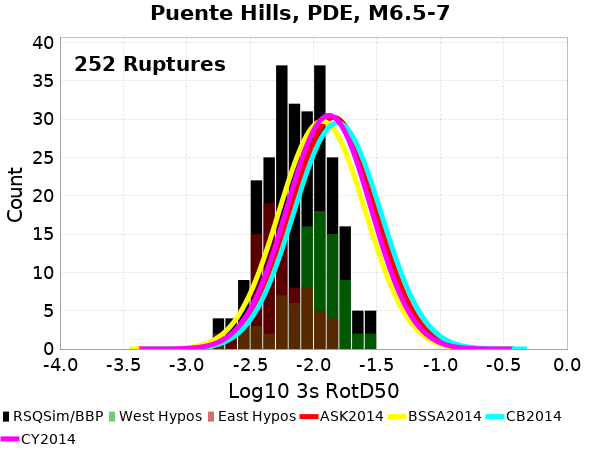 Puente Hills, PDE, M6.5-7
252 Ruptures
40
35
30
25
20
15
10
5
0
Count
-4.0 -3.5 -3.0 -2.5 -2.0 -1.5 -1.0 -0.5 0.0
Log10 3s RotD50
RSQSim/BBP West Hypos East Hypos ASK2014 BSSA2014 CB2014
CY2014